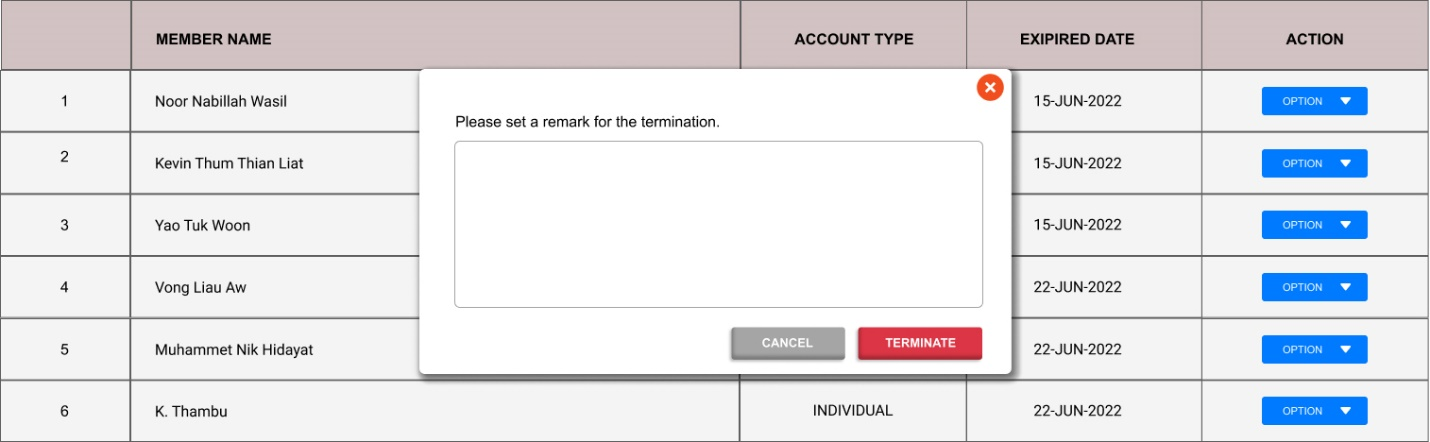 MEMBER NAME ACCOUNT TYPE EXIPIRED DATE ACTION
1 Noor Nabillah Wasil 15-JUN-2022 OPTION
Please set a remark for the termination.
2 Kevin Thum Thian Liat 15-JUN-2022 OPTION
3 Yao Tuk Woon 15-JUN-2022 OPTION
4 Vong Liau Aw 22-JUN-2022 OPTION
CANCEL TERMINATE
5 Muhammet Nik Hidayat 22-JUN-2022 OPTION
6 K. Thambu INDIVIDUAL 22-JUN-2022 OPTION